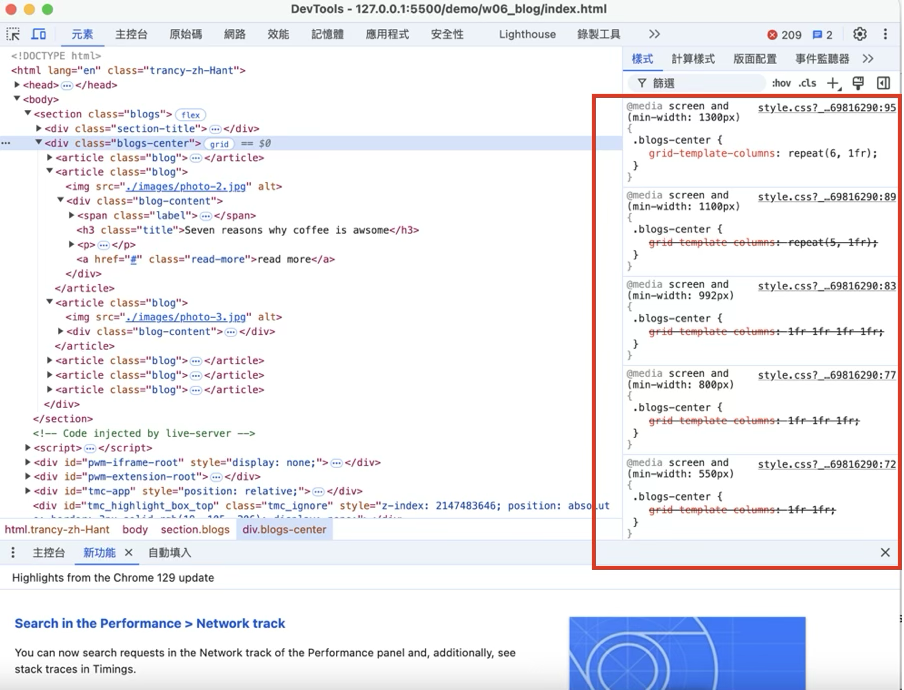 DevTools - 127.0.0.1:5500/demo/w06_blog/index.html
元素 主控台 原始碼 網路 效能 記憶體 應用程式 安全性 Lighthouse 錄製工具 209 2
<!DOCTYPE html>
<html lang="en" class="trancy-zh-Hant">
<head>…</head>
<body>
<section class="blogs"> flex
<div class="section-title">…</div>
… <div class="blogs-center"> grid == $0
<article class="blog">…</article>
<article class="blog">
<img src="./images/photo-2.jpg" alt>
<div class="blog-content">
<span class="label">…</span>
<h3 class="title">Seven reasons why coffee is awsome</h3>
<p>…</p>
<a href="#" class="read-more">read more</a>
</div>
</article>
<article class="blog">
<img src="./images/photo-3.jpg" alt>
<div class="blog-content">…</div>
</article>
<article class="blog">…</article>
<article class="blog">…</article>
<article class="blog">…</article>
</div>
</section>
<!-- Code injected by live-server -->
<script>…</script>
<div id="pwm-iframe-root" style="display: none;">…</div>
<div id="pwm-extension-root">…</div>
<div id="tmc-app" style="position: relative;">…</div>
<div id="tmc_highlight_box_top" class="tmc_ignore" style="z-index: 2147483646; position: absolut
html.trancy-zh-Hant body section.blogs div.blogs-center
樣式 計算樣式 版面配置 事件監聽器
篩選 :hov .cls
@media screen and style.css?_…69816290:95
(min-width: 1300px)
{
.blogs-center {
grid-template-columns: repeat(6, 1fr);
}
}
@media screen and style.css?_…69816290:89
(min-width: 1100px)
{
.blogs-center {
grid-template-columns: repeat(5, 1fr);
}
}
@media screen and style.css?_…69816290:83
(min-width: 992px)
{
.blogs-center {
grid-template-columns: 1fr 1fr 1fr 1fr;
}
}
@media screen and style.css?_…69816290:77
(min-width: 800px)
{
.blogs-center {
grid-template-columns: 1fr 1fr 1fr;
}
}
@media screen and style.css?_…69816290:72
(min-width: 550px)
{
.blogs-center {
grid-template-columns: 1fr 1fr;
}
}
主控台 新功能 自動填入
Highlights from the Chrome 129 update
Search in the Performance > Network track
You can now search requests in the Network track of the Performance panel and, additionally, see
stack traces in Timings.